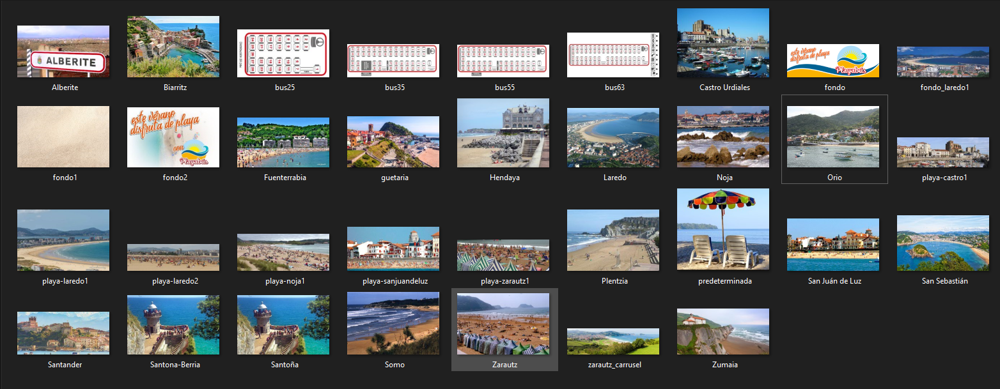 ALBERITE
este verano
disfruta de playa
Playabús
Alberite
Biarritz
bus25
bus35
bus55
bus63
Castro Urdiales
fondo
fondo_laredo1
este verano
disfruta de playa
con
Playabús
fondo1
fondo2
Fuenterrabia
guetaria
Hendaya
Laredo
Noja
Orio
playa-castro1
playa-laredo1
playa-laredo2
playa-noja1
playa-sanjuandeluz
playa-zarautz1
Plentzia
predeterminada
San Juán de Luz
San Sebastián
Santander
Santona-Berria
Santoña
Somo
Zarautz
zarautz_carrusel
Zumaia